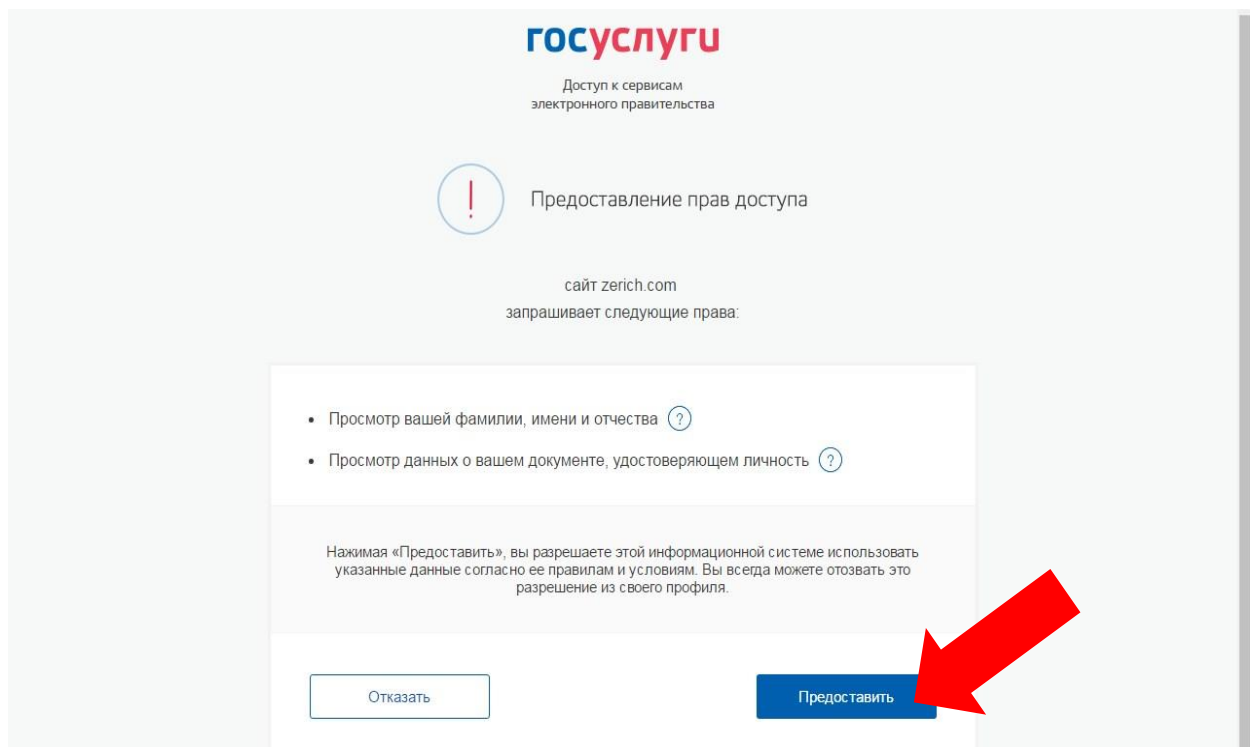 госуслуги
Доступ к сервисам
электронного правительства
Предоставление прав доступа
сайт zerich.com
запрашивает следующие права:
• Просмотр вашей фамилии, имени и отчества ?
• Просмотр данных о вашем документе, удостоверяющем личность ?
Нажимая «Предоставить», вы разрешаете этой информационной системе использовать
указанные данные согласно ее правилам и условиям. Вы всегда можете отозвать это
разрешение из своего профиля.
Отказать
Предоставить